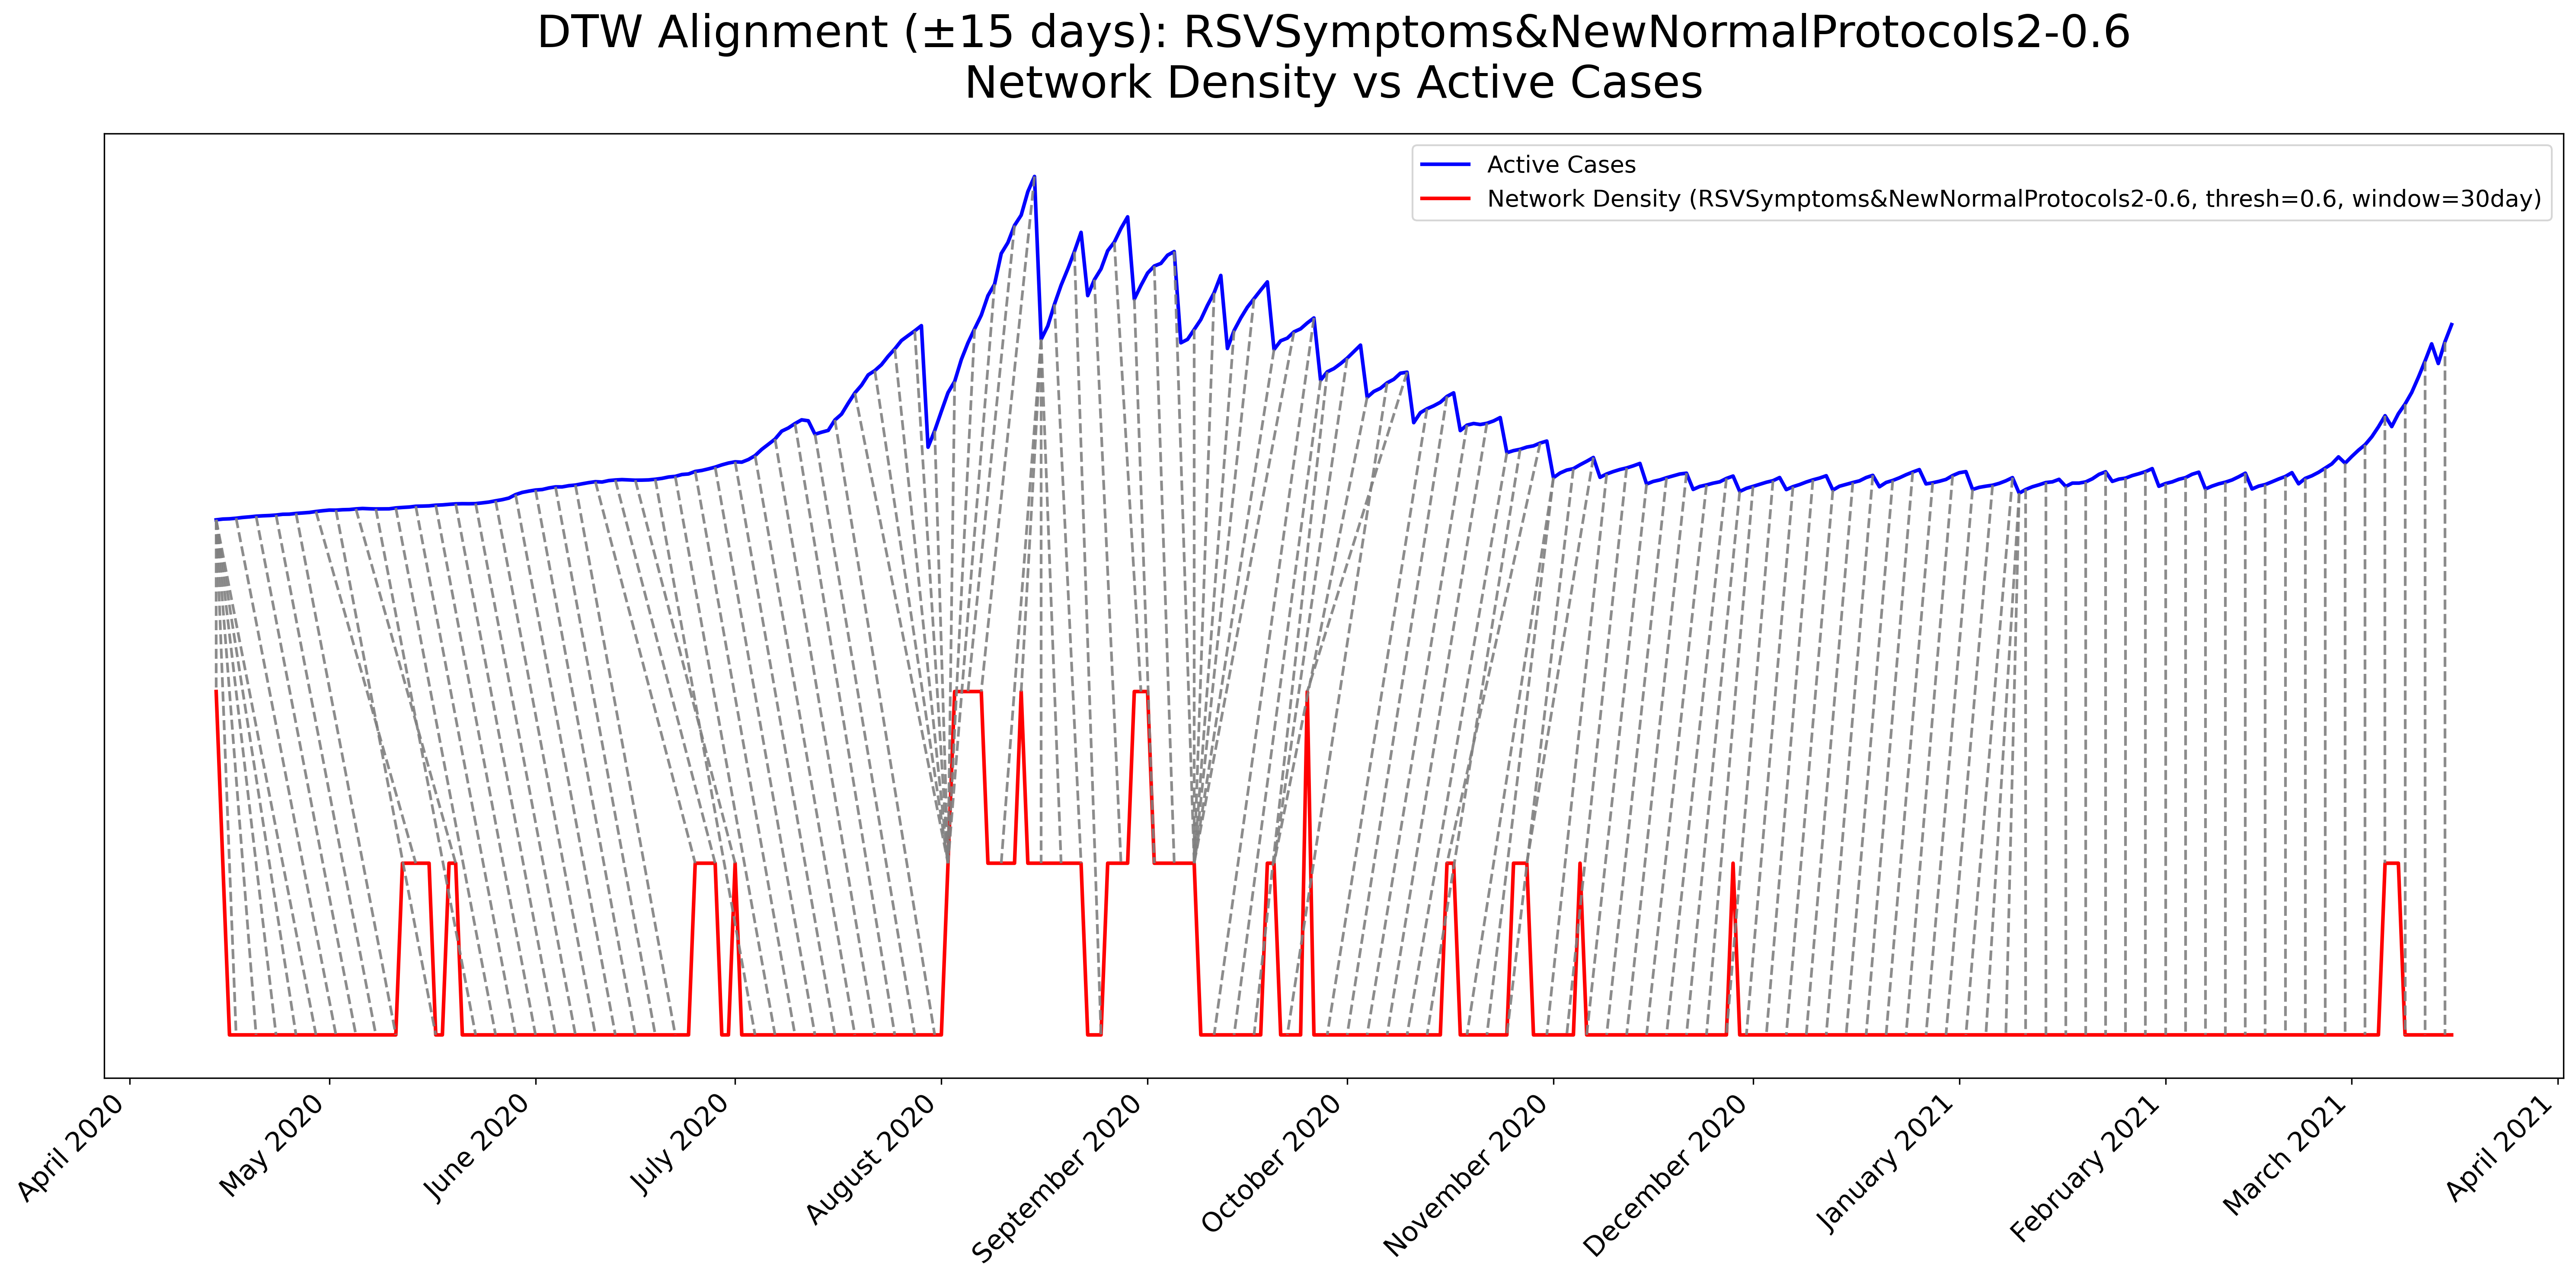 DTW Alignment (±15 days): RSVSymptoms&NewNormalProtocols2-0.6
Network Density vs Active Cases
Active Cases
Network Density (RSVSymptoms&NewNormalProtocols2-0.6, thresh=0.6, window=30day)
April 2020
May 2020
June 2020
July 2020
August 2020
September 2020
October 2020
November 2020
December 2020
January 2021
February 2021
March 2021
April 2021